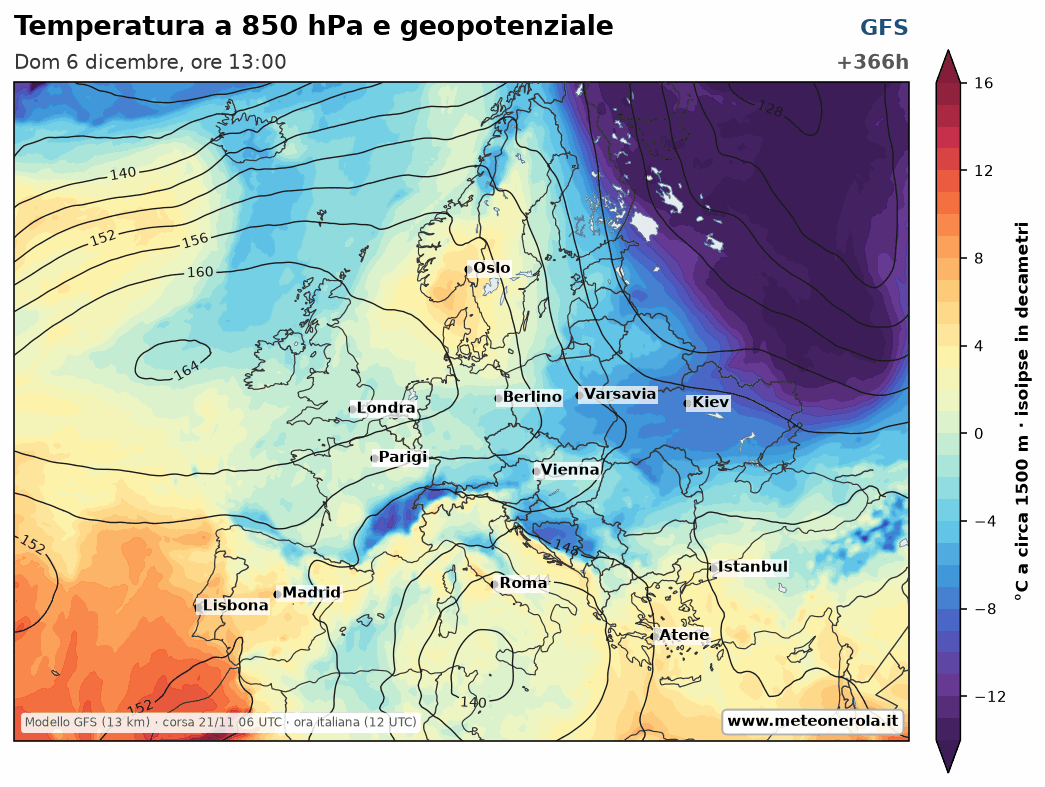 Temperatura a 850 hPa e geopotenziale
GFS
Dom 6 dicembre, ore 13:00
+366h
128
140
152
156
160
164
Oslo
Londra
Berlino
Varsavia
Kiev
Parigi
Vienna
152
148
Istanbul
Roma
Madrid
Lisbona
Atene
152
140
Modello GFS (13 km) · corsa 21/11 06 UTC · ora italiana (12 UTC)
www.meteonerola.it
16
12
8
4
0
−4
−8
−12
°C a circa 1500 m · isoipse in decametri